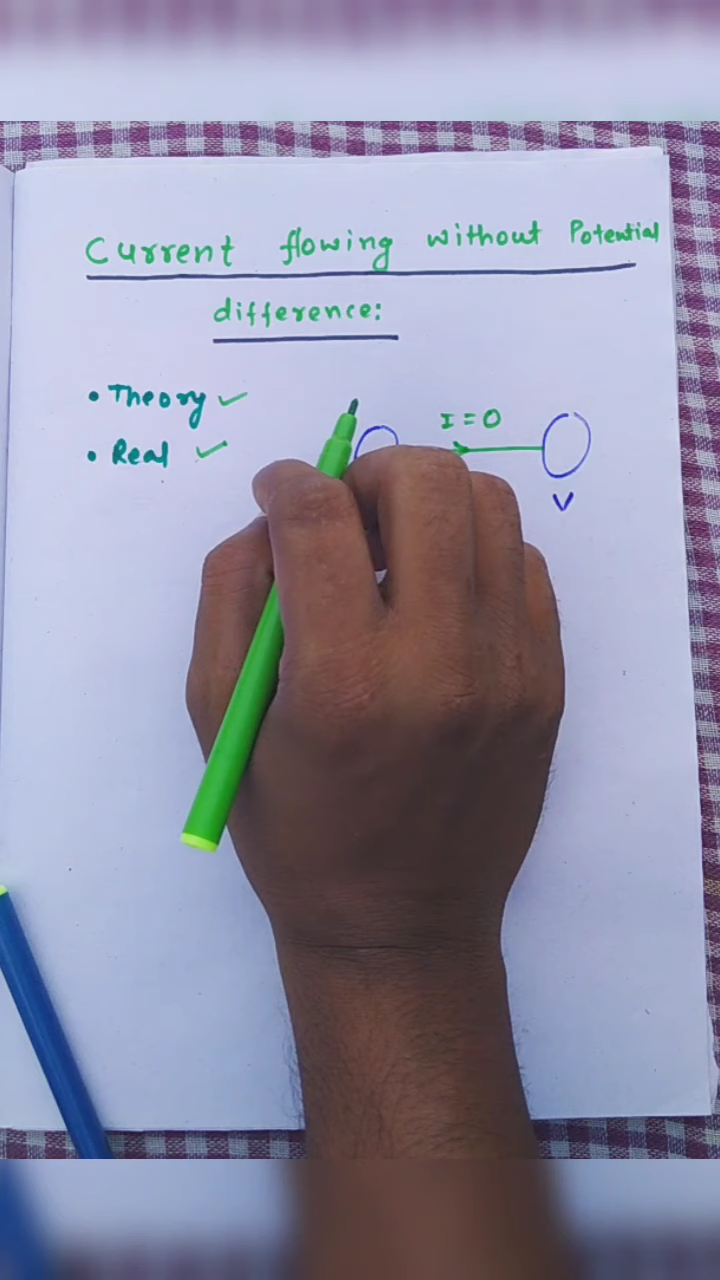 Current flowing without Potential
difference:
• Theory ✓
• Real ✓
I = 0
V